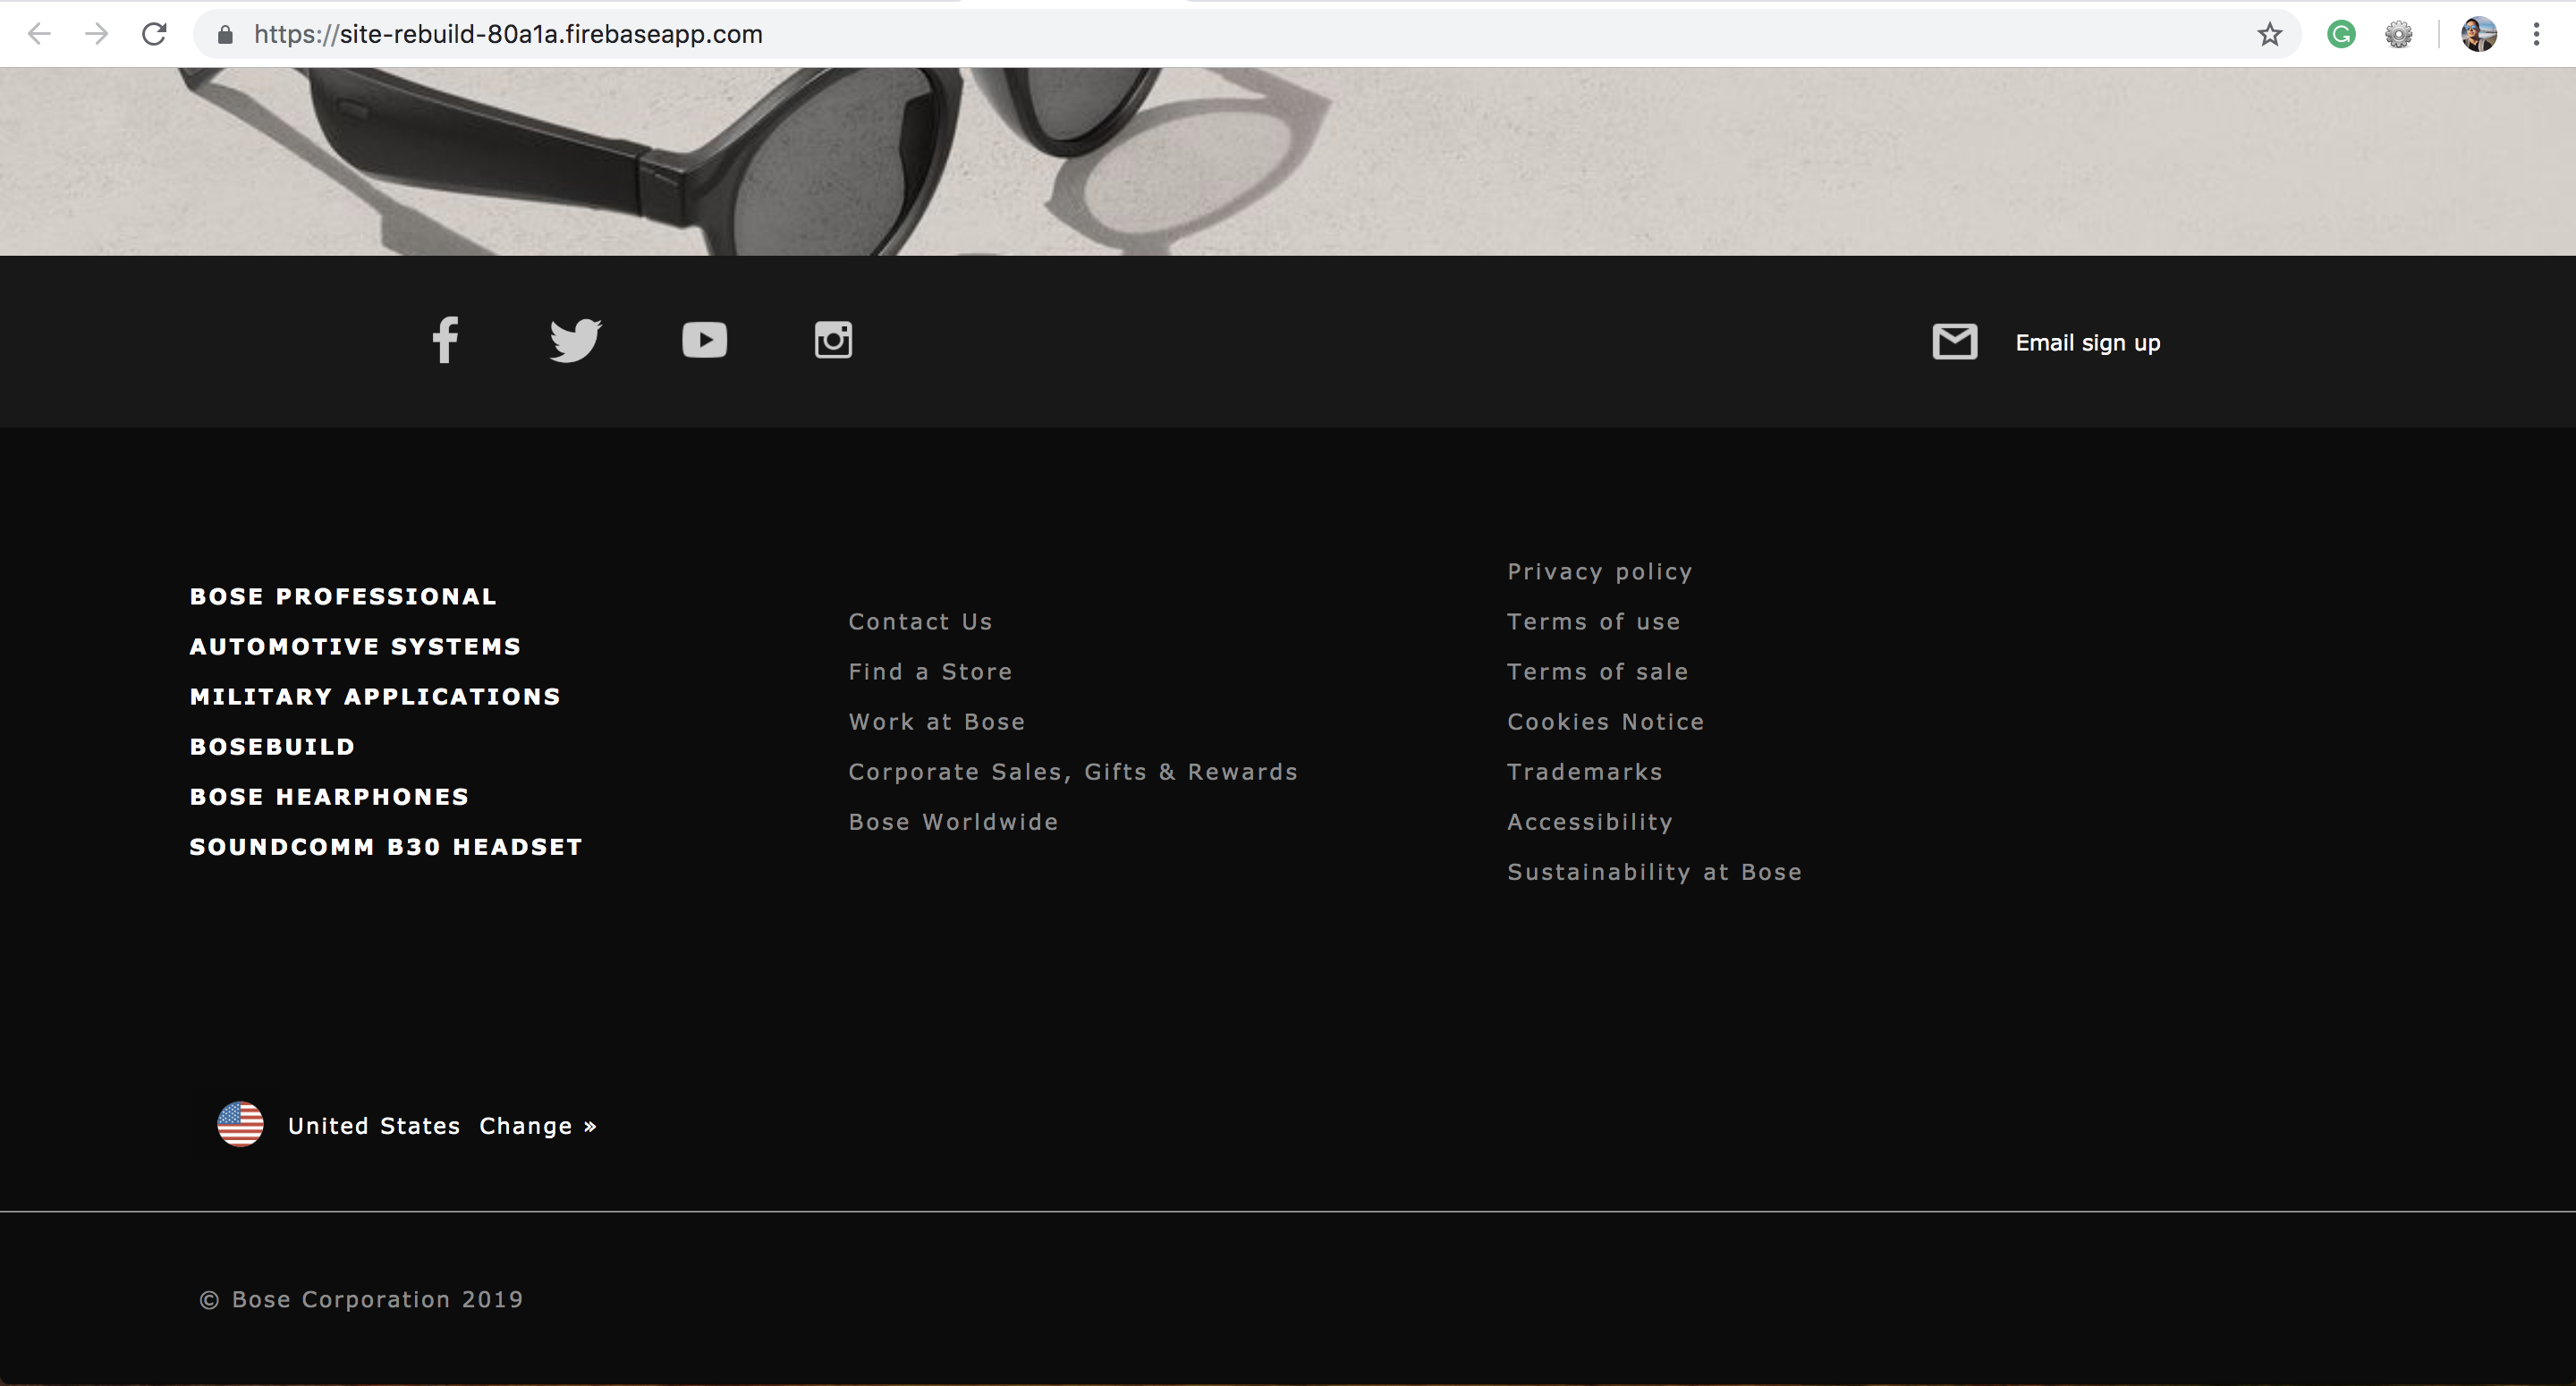 https://site-rebuild-80a1a.firebaseapp.com
Email sign up
BOSE PROFESSIONAL
AUTOMOTIVE SYSTEMS
MILITARY APPLICATIONS
BOSEBUILD
BOSE HEARPHONES
SOUNDCOMM B30 HEADSET
Contact Us
Find a Store
Work at Bose
Corporate Sales, Gifts & Rewards
Bose Worldwide
Privacy policy
Terms of use
Terms of sale
Cookies Notice
Trademarks
Accessibility
Sustainability at Bose
United States Change »
© Bose Corporation 2019